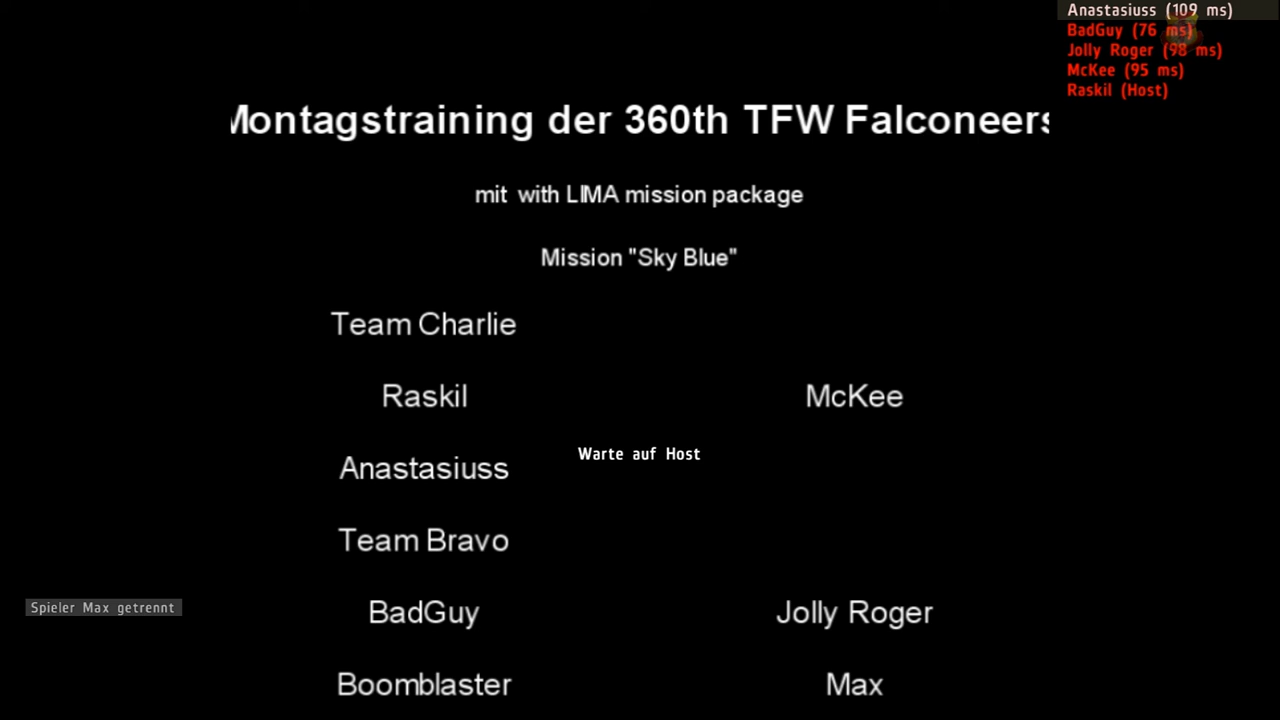 Anastasiuss (109 ms)
BadGuy (76 ms)
Jolly Roger (98 ms)
McKee (95 ms)
Raskil (Host)
Montagstraining der 360th TFW Falconeers
mit with LIMA mission package
Mission "Sky Blue"
Team Charlie
Raskil McKee
Warte auf Host
Anastasiuss
Team Bravo
Spieler Max getrennt
BadGuy Jolly Roger
Boomblaster Max